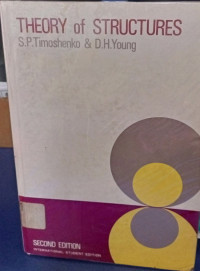 THEORY of STRUCTURES
S.P.Timoshenko & D.H.Young
SECOND EDITION
INTERNATIONAL STUDENT EDITION